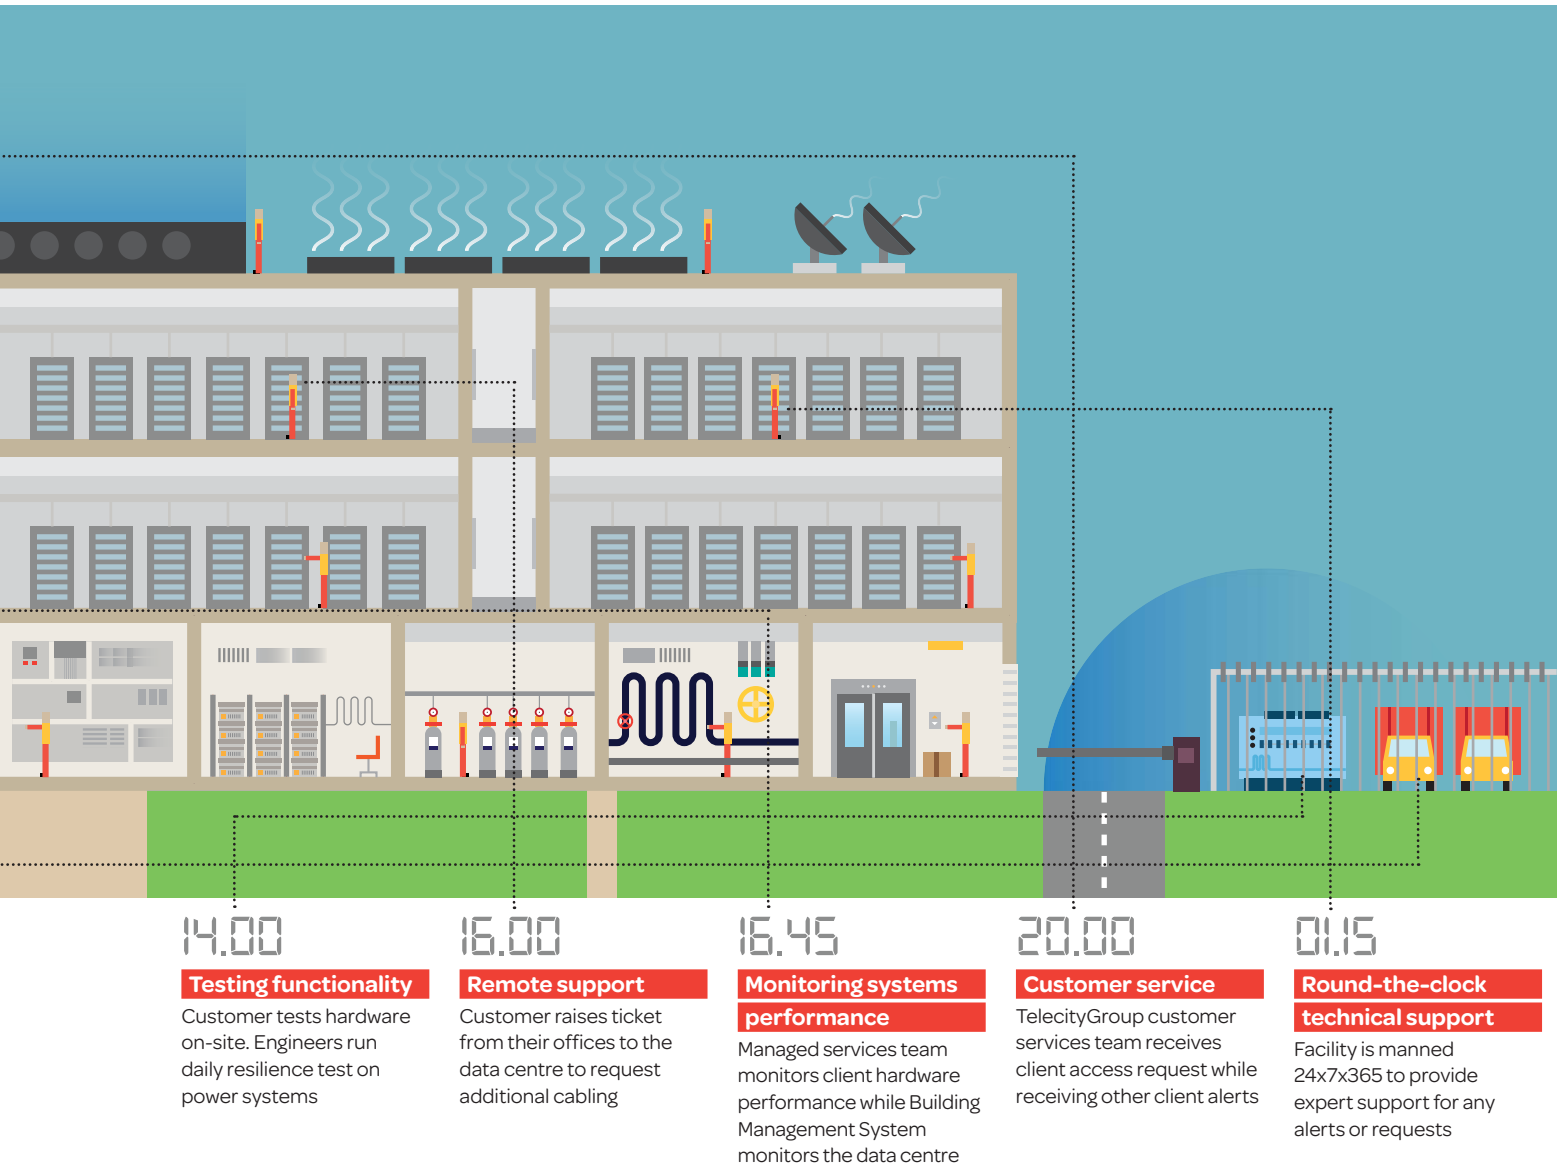 14.00
Testing functionality
Customer tests hardware
on-site. Engineers run
daily resilience test on
power systems
16.00
Remote support
Customer raises ticket
from their offices to the
data centre to request
additional cabling
16.45
Monitoring systems
performance
Managed services team
monitors client hardware
performance while Building
Management System
monitors the data centre
20.00
Customer service
TelecityGroup customer
services team receives
client access request while
receiving other client alerts
01.15
Round-the-clock
technical support
Facility is manned
24x7x365 to provide
expert support for any
alerts or requests